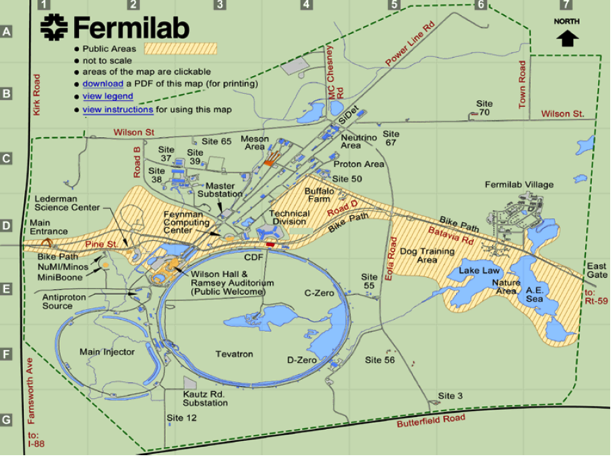 1 2 3 4 5 6 7
Fermilab
NORTH
A
Public Areas
not to scale
areas of the map are clickable
download a PDF of this map (for printing)
view legend
view instructions for using this map
Power Line Rd
MC Chesney
Rd
Kirk Road
B
Town Road
Site
70
Wilson St.
Wilson St
SiDet
Site
67
Neutrino
Area
Meson
Area
Site 65
Site
37
Site
39
Road B
C
Proton Area
Site
38
Site 50
Master
Substation
Buffalo
Farm
Fermilab Village
Lederman
Science Center
Feynman
Computing
Center
Technical
Division
Road D
Bike Path
Main
Entrance
D
Bike Path
Batavia Rd
Pine St.
CDF
Eola Road
Dog Training
Area
Bike Path
NuMI/Minos
MiniBoone
Wilson Hall &
Ramsey Auditorium
(Public Welcome)
East
Gate
Lake Law
Nature
Area
A.E.
Sea
to:
Rt-59
Site
55
Antiproton
Source
E
C-Zero
Main Injector
Tevatron
D-Zero
Site 56
F
Farnsworth Ave
Kautz Rd.
Substation
Site 3
Site 12
Butterfield Road
G
to:
I-88